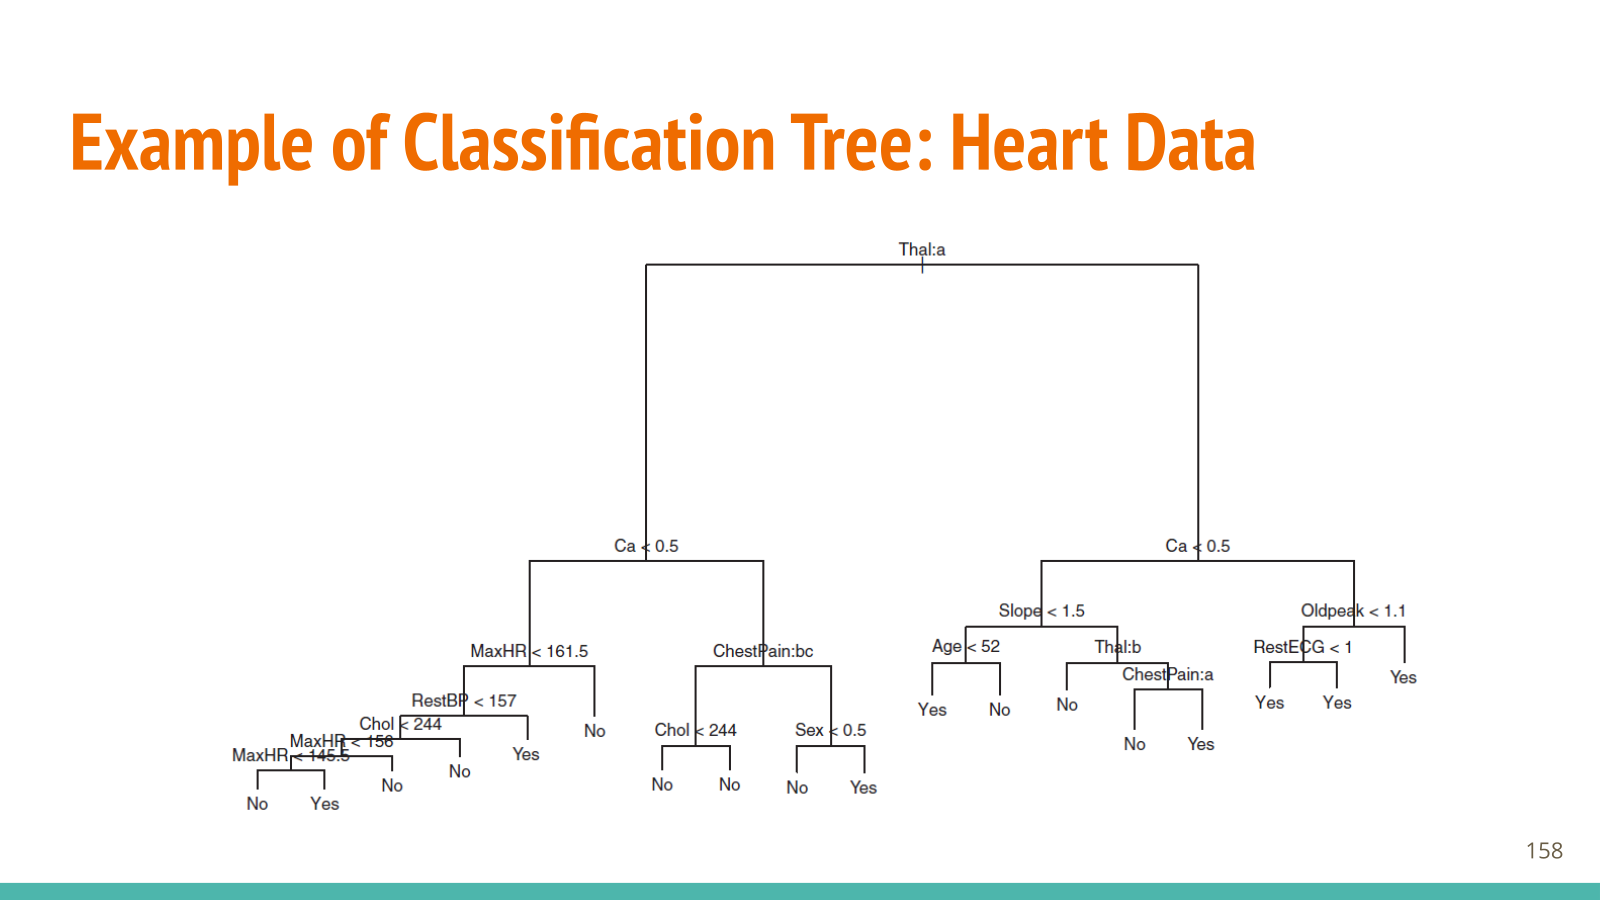 Example of Classification Tree: Heart Data
Thal:a
Ca < 0.5
Ca < 0.5
Slope < 1.5
Oldpeak < 1.1
MaxHR < 161.5
ChestPain:bc
Age < 52
Thal:b
RestECG < 1
ChestPain:a
Yes
RestBP < 157
Yes
No
No
Yes
Yes
Chol < 244
No
Chol < 244
Sex < 0.5
No
Yes
MaxHR < 156
MaxHR < 145.5
Yes
No
No
No
No
No
Yes
No
Yes
158